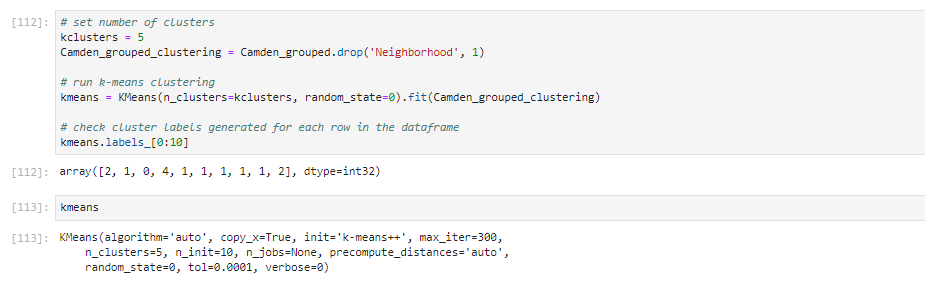 [112]: # set number of clusters
kclusters = 5
Camden_grouped_clustering = Camden_grouped.drop('Neighborhood', 1)
# run k-means clustering
kmeans = KMeans(n_clusters=kclusters, random_state=0).fit(Camden_grouped_clustering)
# check cluster labels generated for each row in the dataframe
kmeans.labels_[0:10]
[112]: array([2, 1, 0, 4, 1, 1, 1, 1, 1, 2], dtype=int32)
[113]: kmeans
[113]: KMeans(algorithm='auto', copy_x=True, init='k-means++', max_iter=300,
n_clusters=5, n_init=10, n_jobs=None, precompute_distances='auto',
random_state=0, tol=0.0001, verbose=0)